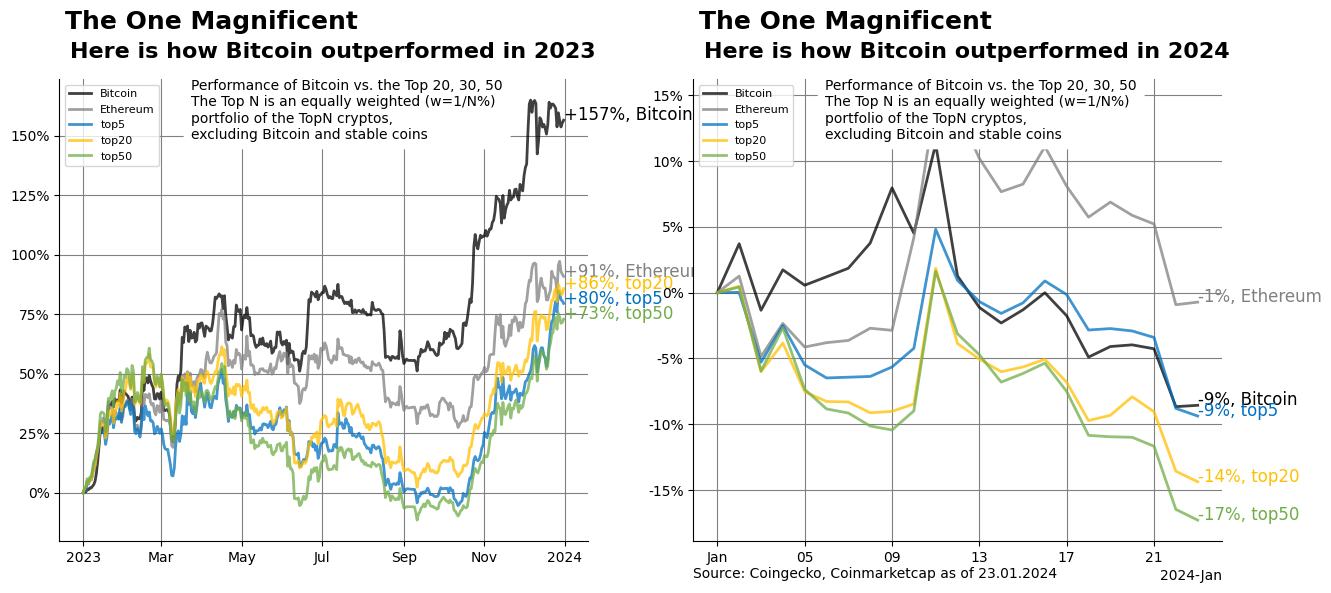 The One Magnificent
Here is how Bitcoin outperformed in 2023
Performance of Bitcoin vs. the Top 20, 30, 50
The Top N is an equally weighted (w=1/N%)
portfolio of the TopN cryptos,
excluding Bitcoin and stable coins
Bitcoin
Ethereum
top5
top20
top50
150%
125%
100%
75%
50%
25%
0%
+157%, Bitcoin
+91%, Ethereum
+86%, top20
+80%, top5
+73%, top50
2023
Mar
May
Jul
Sep
Nov
2024
The One Magnificent
Here is how Bitcoin outperformed in 2024
Performance of Bitcoin vs. the Top 20, 30, 50
The Top N is an equally weighted (w=1/N%)
portfolio of the TopN cryptos,
excluding Bitcoin and stable coins
Bitcoin
Ethereum
top5
top20
top50
15%
10%
5%
0%
-5%
-10%
-15%
-1%, Ethereum
-9%, Bitcoin
-9%, top5
-14%, top20
-17%, top50
Jan
05
09
13
17
21
2024-Jan
Source: Coingecko, Coinmarketcap as of 23.01.2024